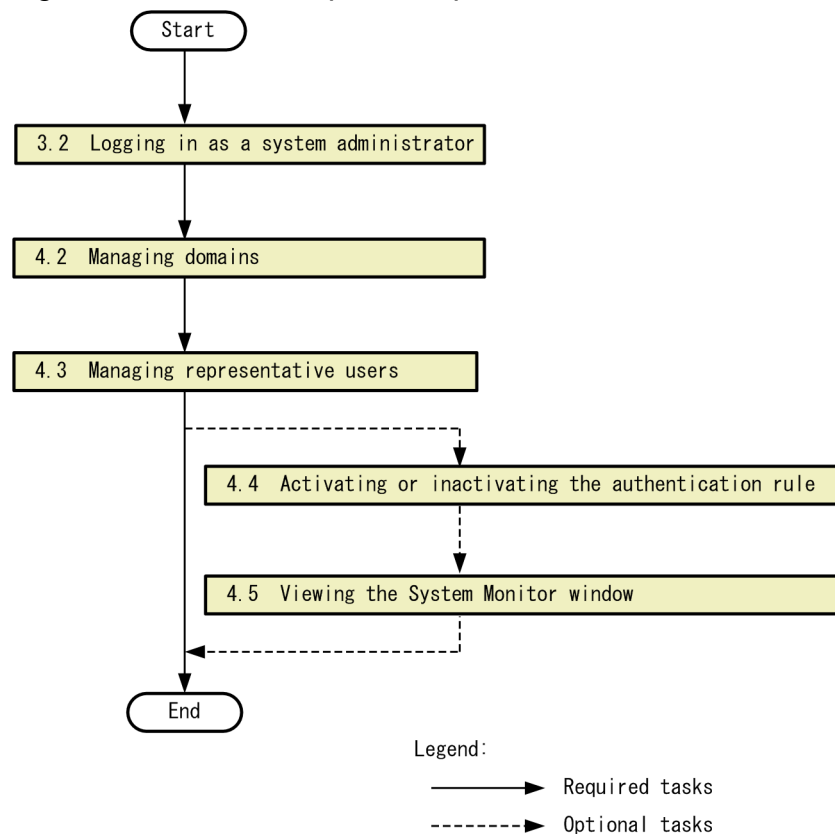 Start
3.2 Logging in as a system administrator
4.2 Managing domains
4.3 Managing representative users
4.4 Activating or inactivating the authentication rule
4.5 Viewing the System Monitor window
End
Legend:
Required tasks
Optional tasks